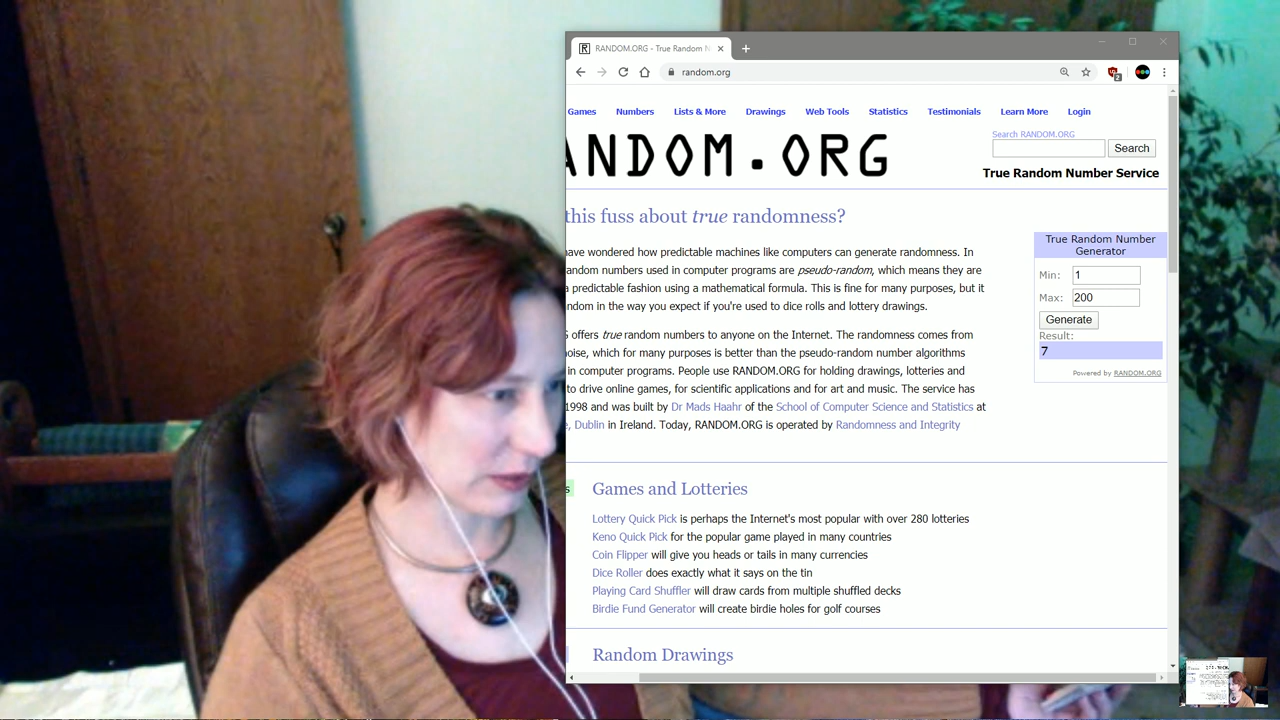 RANDOM.ORG - True Random N
random.org
2
Games Numbers Lists & More Drawings Web Tools Statistics Testimonials Learn More Login
Search RANDOM.ORG
ANDOM.ORG
Search
True Random Number Service
this fuss about true randomness?
have wondered how predictable machines like computers can generate randomness. In
andom numbers used in computer programs are pseudo-random, which means they are
a predictable fashion using a mathematical formula. This is fine for many purposes, but it
ndom in the way you expect if you're used to dice rolls and lottery drawings.
offers true random numbers to anyone on the Internet. The randomness comes from
oise, which for many purposes is better than the pseudo-random number algorithms
in computer programs. People use RANDOM.ORG for holding drawings, lotteries and
to drive online games, for scientific applications and for art and music. The service has
1998 and was built by Dr Mads Haahr of the School of Computer Science and Statistics at
e, Dublin in Ireland. Today, RANDOM.ORG is operated by Randomness and Integrity
True Random Number
Generator
Min: 1
Max: 200
Generate
Result:
7
Powered by RANDOM.ORG
s
Games and Lotteries
Lottery Quick Pick is perhaps the Internet's most popular with over 280 lotteries
Keno Quick Pick for the popular game played in many countries
Coin Flipper will give you heads or tails in many currencies
Dice Roller does exactly what it says on the tin
Playing Card Shuffler will draw cards from multiple shuffled decks
Birdie Fund Generator will create birdie holes for golf courses
Random Drawings